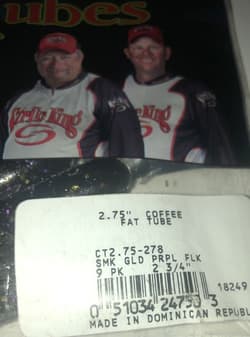 ubes
Strike King
Strike King
2.75" COFFEE
FAT TUBE
CT2.75-278
SMK GLD PRPL FLK
9 PK 2 3/4"
18249
0 51034 24750 3
MADE IN DOMINICAN REPUBL